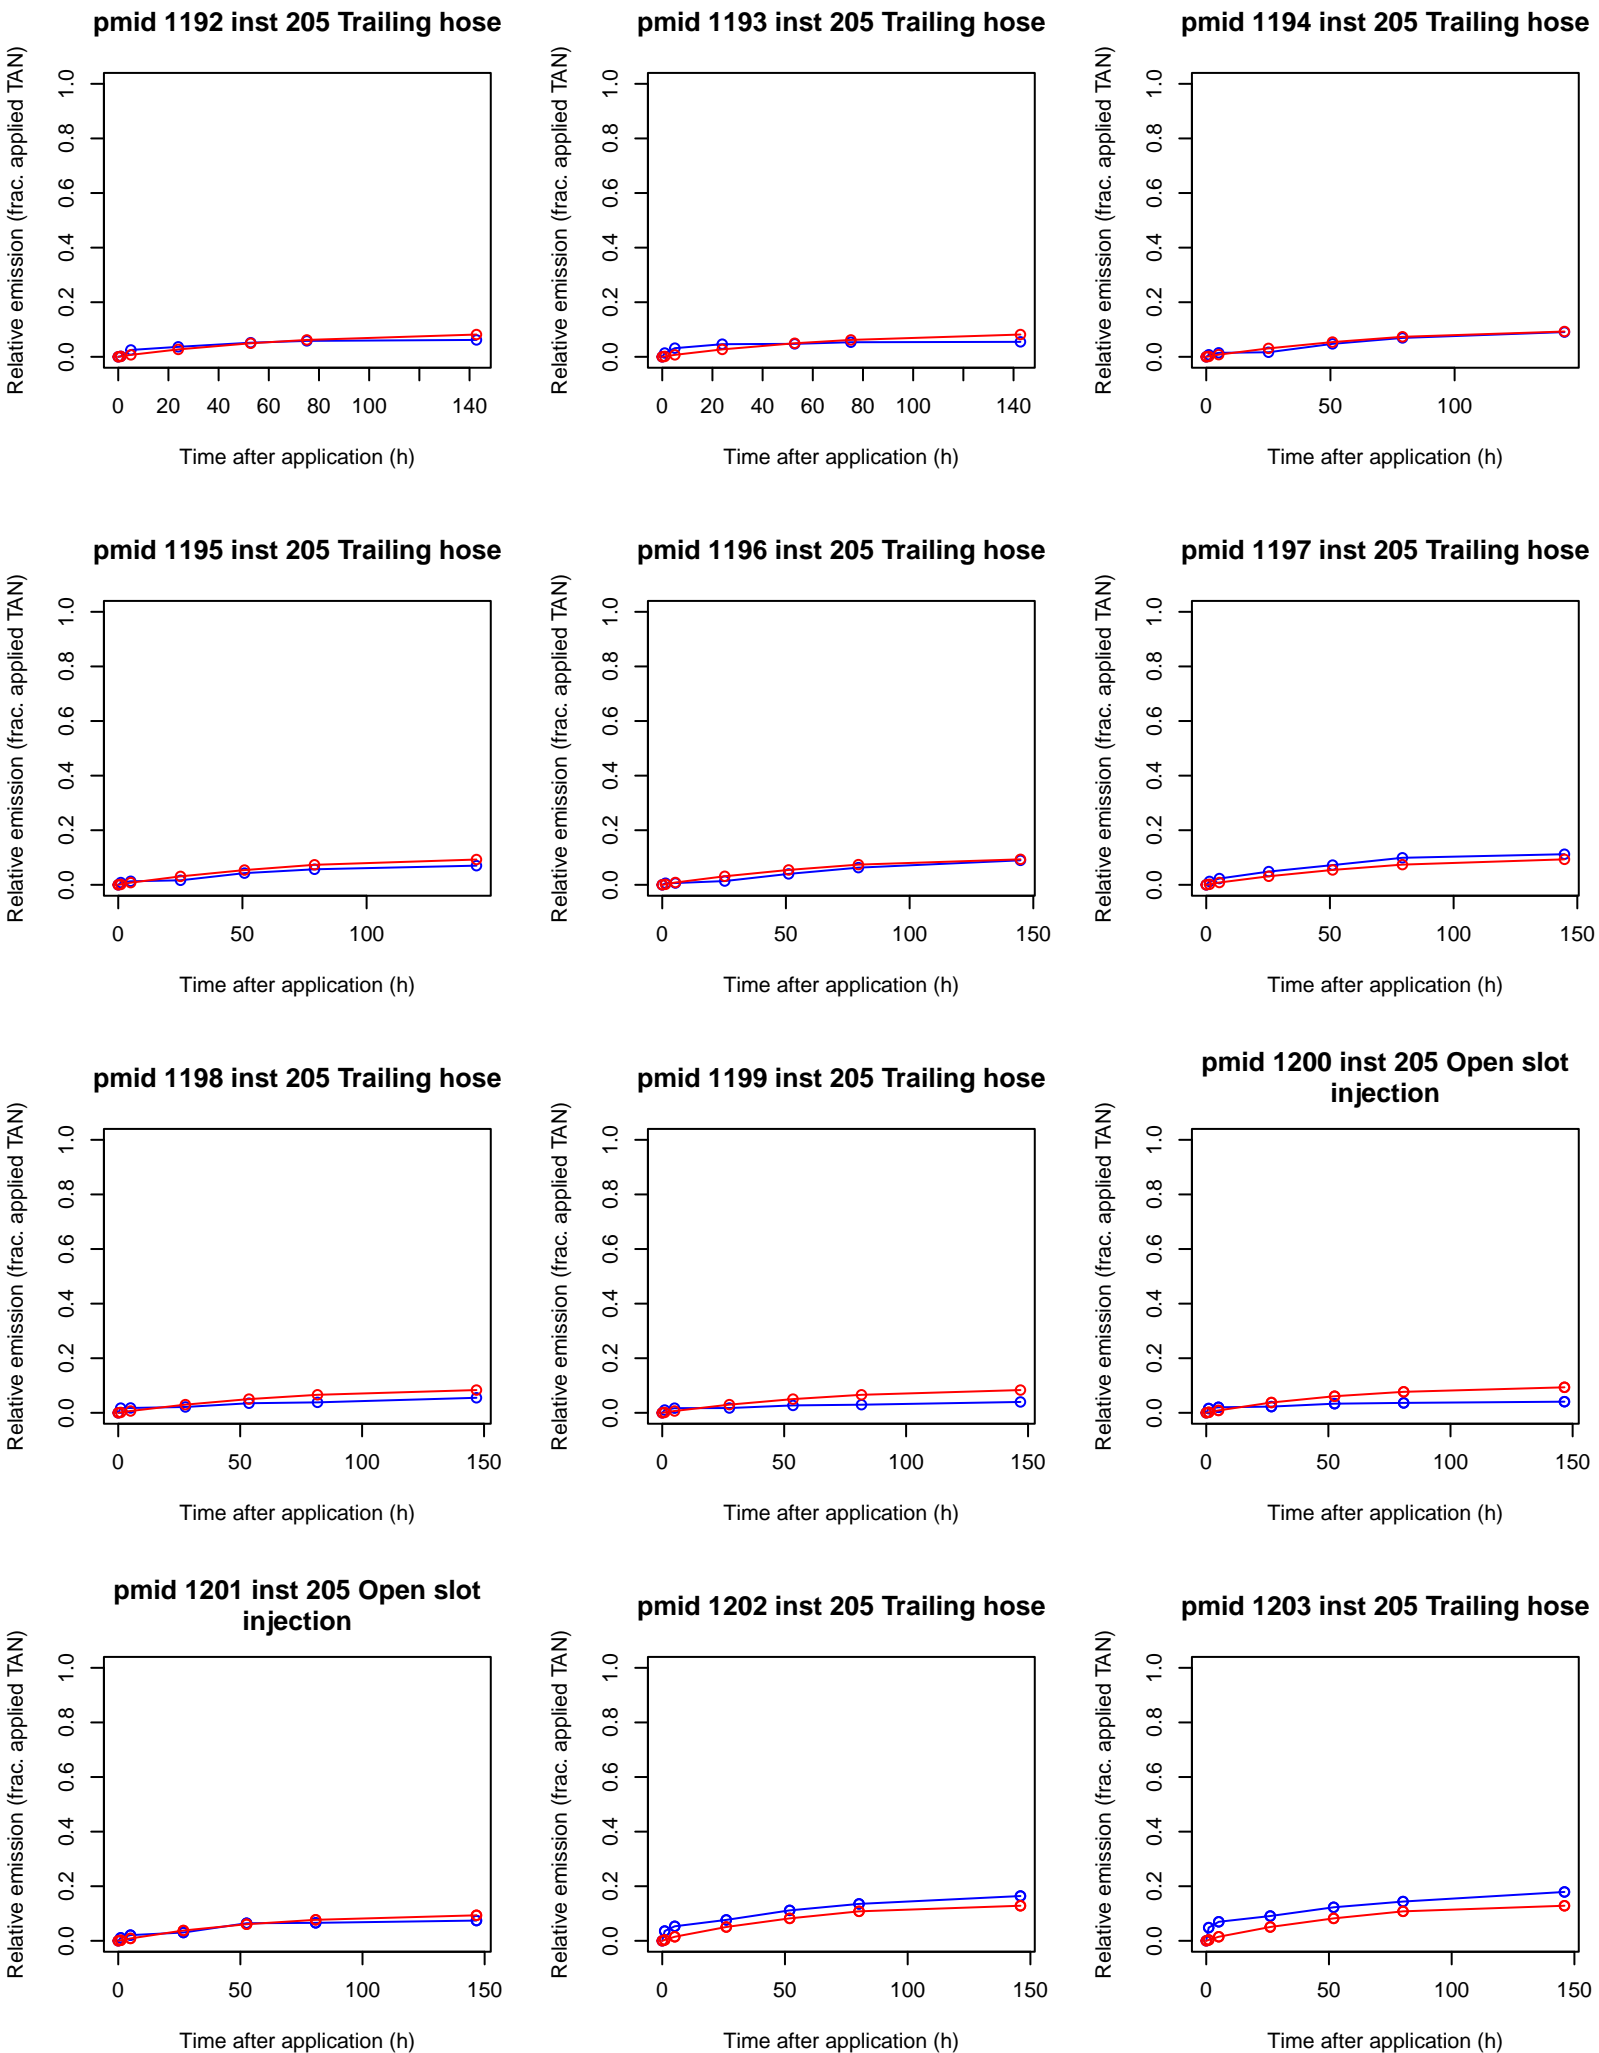 pmid 1192 inst 205 Trailing hose
Relative emission (frac. applied TAN)
1.0
0.8
0.6
0.4
0.2
0.0
0 20 40 60 80 100 140
Time after application (h)
pmid 1193 inst 205 Trailing hose
Relative emission (frac. applied TAN)
1.0
0.8
0.6
0.4
0.2
0.0
0 20 40 60 80 100 140
Time after application (h)
pmid 1194 inst 205 Trailing hose
Relative emission (frac. applied TAN)
1.0
0.8
0.6
0.4
0.2
0.0
0 50 100
Time after application (h)
pmid 1195 inst 205 Trailing hose
Relative emission (frac. applied TAN)
1.0
0.8
0.6
0.4
0.2
0.0
0 50 100
Time after application (h)
pmid 1196 inst 205 Trailing hose
Relative emission (frac. applied TAN)
1.0
0.8
0.6
0.4
0.2
0.0
0 50 100 150
Time after application (h)
pmid 1197 inst 205 Trailing hose
Relative emission (frac. applied TAN)
1.0
0.8
0.6
0.4
0.2
0.0
0 50 100 150
Time after application (h)
pmid 1198 inst 205 Trailing hose
Relative emission (frac. applied TAN)
1.0
0.8
0.6
0.4
0.2
0.0
0 50 100 150
Time after application (h)
pmid 1199 inst 205 Trailing hose
Relative emission (frac. applied TAN)
1.0
0.8
0.6
0.4
0.2
0.0
0 50 100 150
Time after application (h)
pmid 1200 inst 205 Open slot
injection
Relative emission (frac. applied TAN)
1.0
0.8
0.6
0.4
0.2
0.0
0 50 100 150
Time after application (h)
pmid 1201 inst 205 Open slot
injection
Relative emission (frac. applied TAN)
1.0
0.8
0.6
0.4
0.2
0.0
0 50 100 150
Time after application (h)
pmid 1202 inst 205 Trailing hose
Relative emission (frac. applied TAN)
1.0
0.8
0.6
0.4
0.2
0.0
0 50 100 150
Time after application (h)
pmid 1203 inst 205 Trailing hose
Relative emission (frac. applied TAN)
1.0
0.8
0.6
0.4
0.2
0.0
0 50 100 150
Time after application (h)